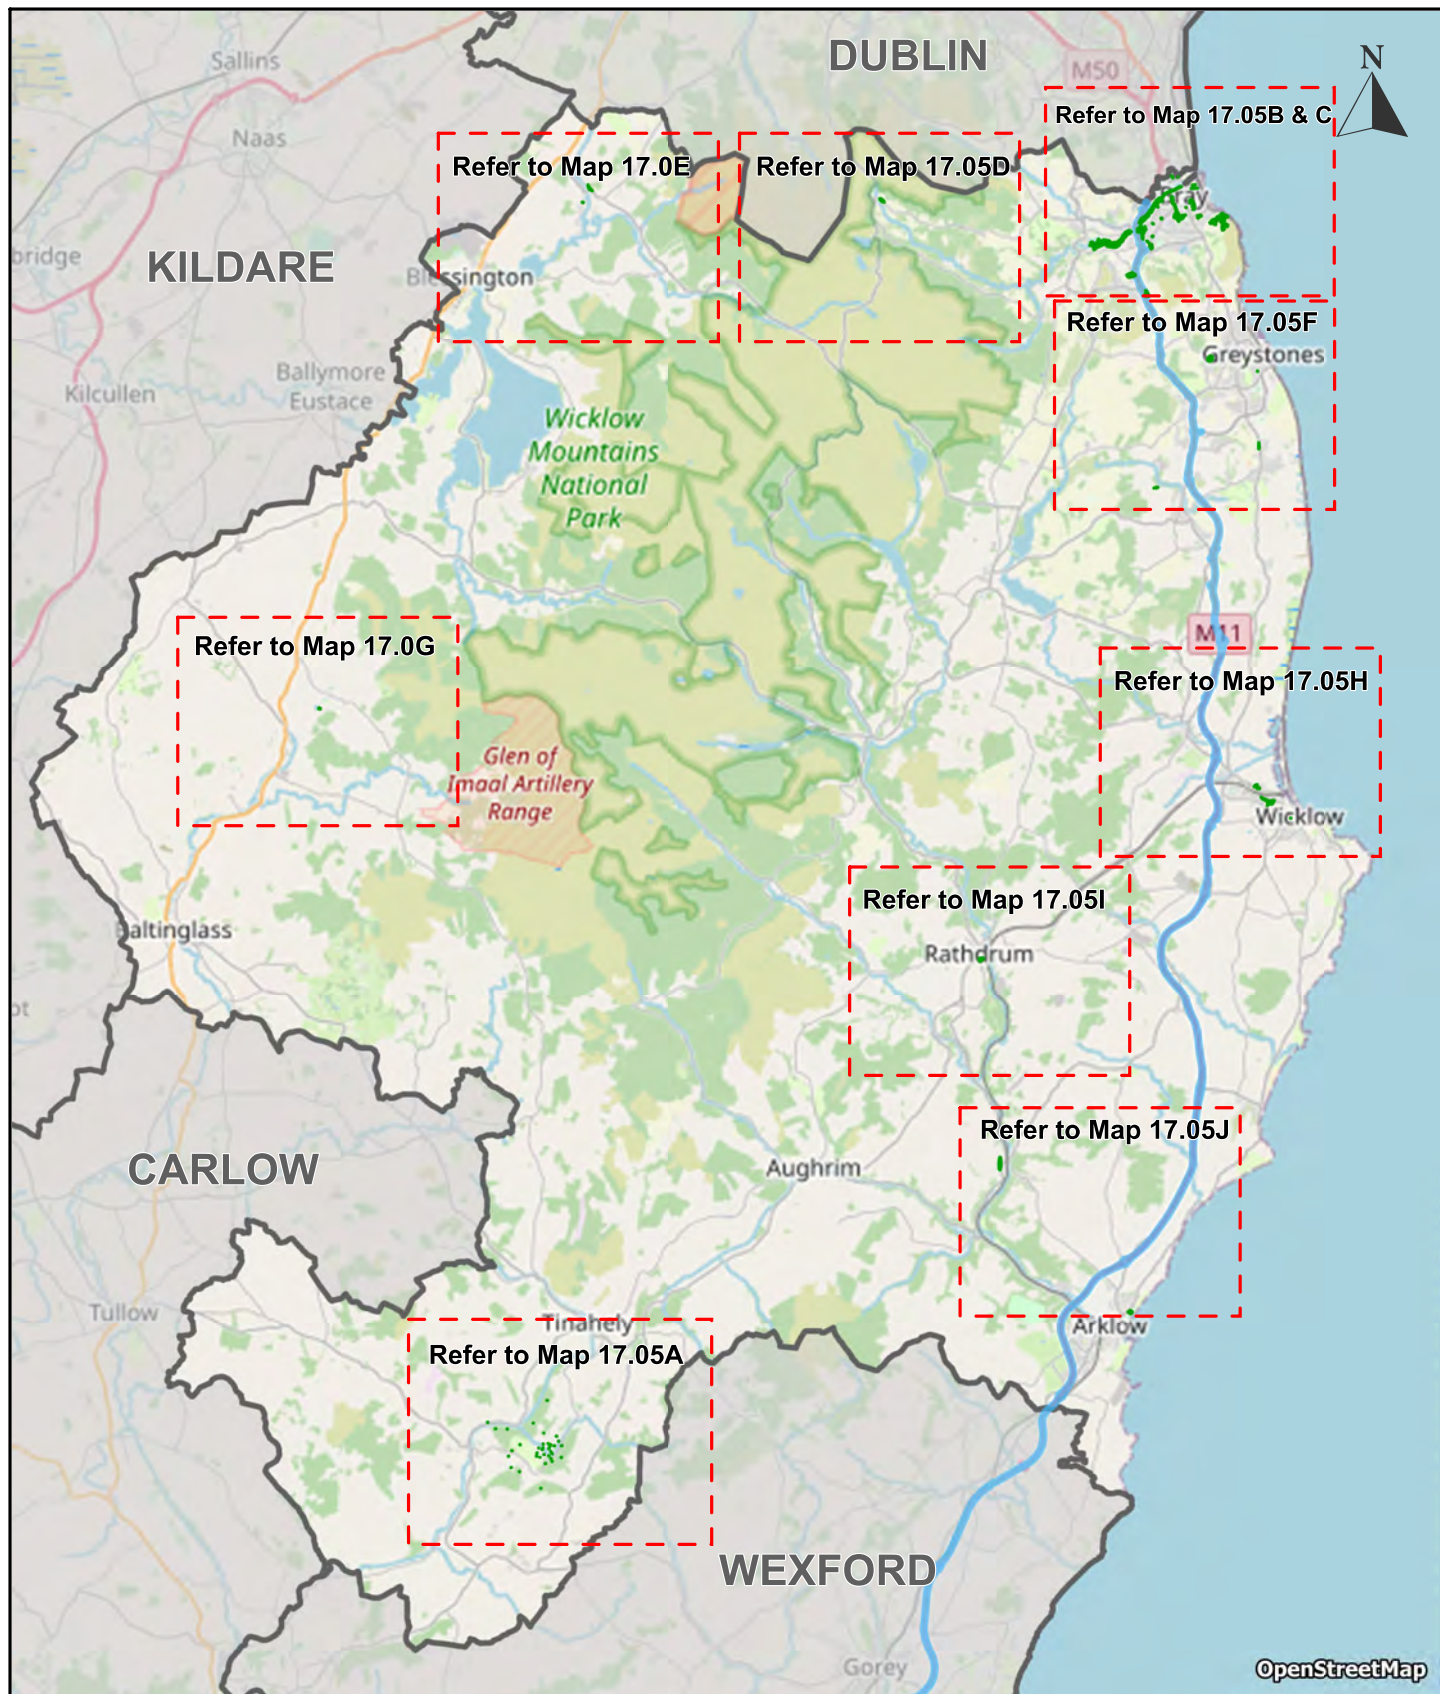 DUBLIN
Sallins
M50
N
Naas
Refer to Map 17.05B & C
Refer to Map 17.0E
Refer to Map 17.05D
Bray
bridge
KILDARE
Blessington
Refer to Map 17.05F
Greystones
Ballymore
Eustace
Kilcullen
Wicklow
Mountains
National
Park
M11
Refer to Map 17.0G
Refer to Map 17.05H
Glen of
Imaal Artillery
Range
Wicklow
Refer to Map 17.05I
Baltinglass
Rathdrum
ot
Refer to Map 17.05J
CARLOW
Aughrim
Tullow
Tinahely
Arklow
Refer to Map 17.05A
WEXFORD
Gorey
OpenStreetMap